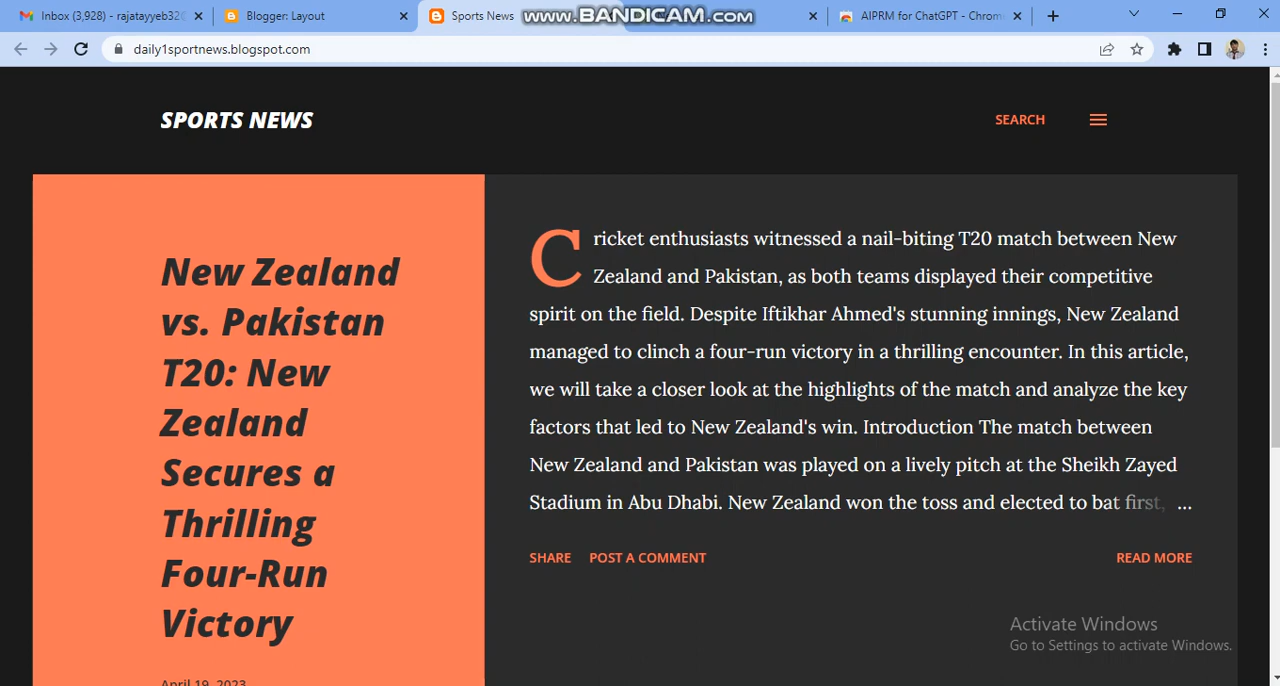 Inbox (3,928) - rajatayyeb32
Blogger: Layout
Sports News
WWW.BANDICAM.COM
AIPRM for ChatGPT - Chrom
daily1sportnews.blogspot.com
SPORTS NEWS
SEARCH
New Zealand
vs. Pakistan
T20: New
Zealand
Secures a
Thrilling
Four-Run
Victory
April 19, 2023
Cricket enthusiasts witnessed a nail-biting T20 match between New
Zealand and Pakistan, as both teams displayed their competitive
spirit on the field. Despite Iftikhar Ahmed's stunning innings, New Zealand
managed to clinch a four-run victory in a thrilling encounter. In this article,
we will take a closer look at the highlights of the match and analyze the key
factors that led to New Zealand's win. Introduction The match between
New Zealand and Pakistan was played on a lively pitch at the Sheikh Zayed
Stadium in Abu Dhabi. New Zealand won the toss and elected to bat first, ...
SHARE POST A COMMENT READ MORE
Activate Windows
Go to Settings to activate Windows.